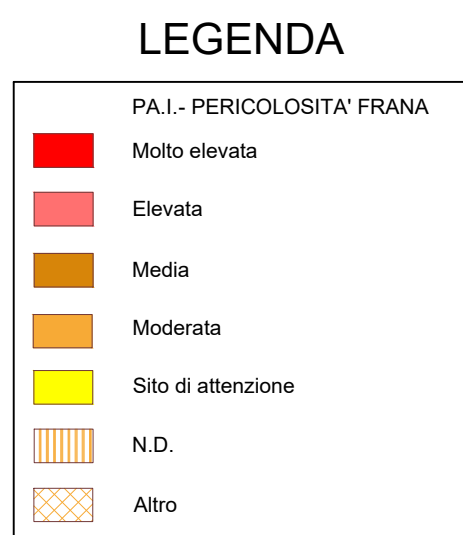 LEGENDA
PA.I.- PERICOLOSITA' FRANA
Molto elevata
Elevata
Media
Moderata
Sito di attenzione
N.D.
Altro